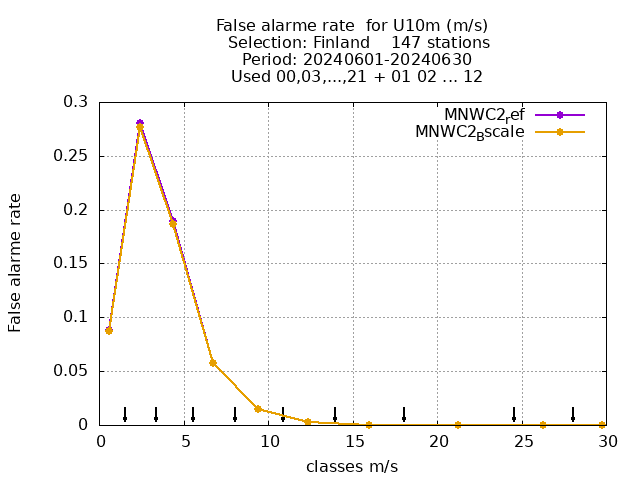 False alarme rate  for U10m (m/s)
Selection: Finland    147 stations
Period: 20240601-20240630
Used 00,03,...,21 + 01 02 ... 12
MNWC2ref
MNWC2Bscale
0.3
0.25
0.2
0.15
0.1
0.05
0
False alarme rate
0 5 10 15 20 25 30
classes m/s